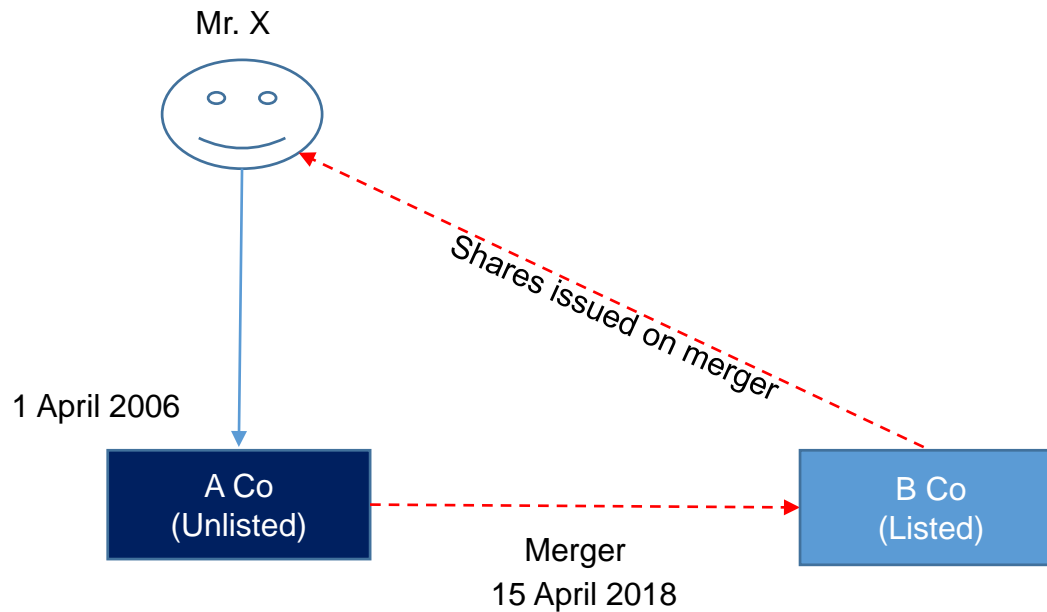 Mr. X
Shares issued on merger
1 April 2006
A Co
(Unlisted)
B Co
(Listed)
Merger
15 April 2018